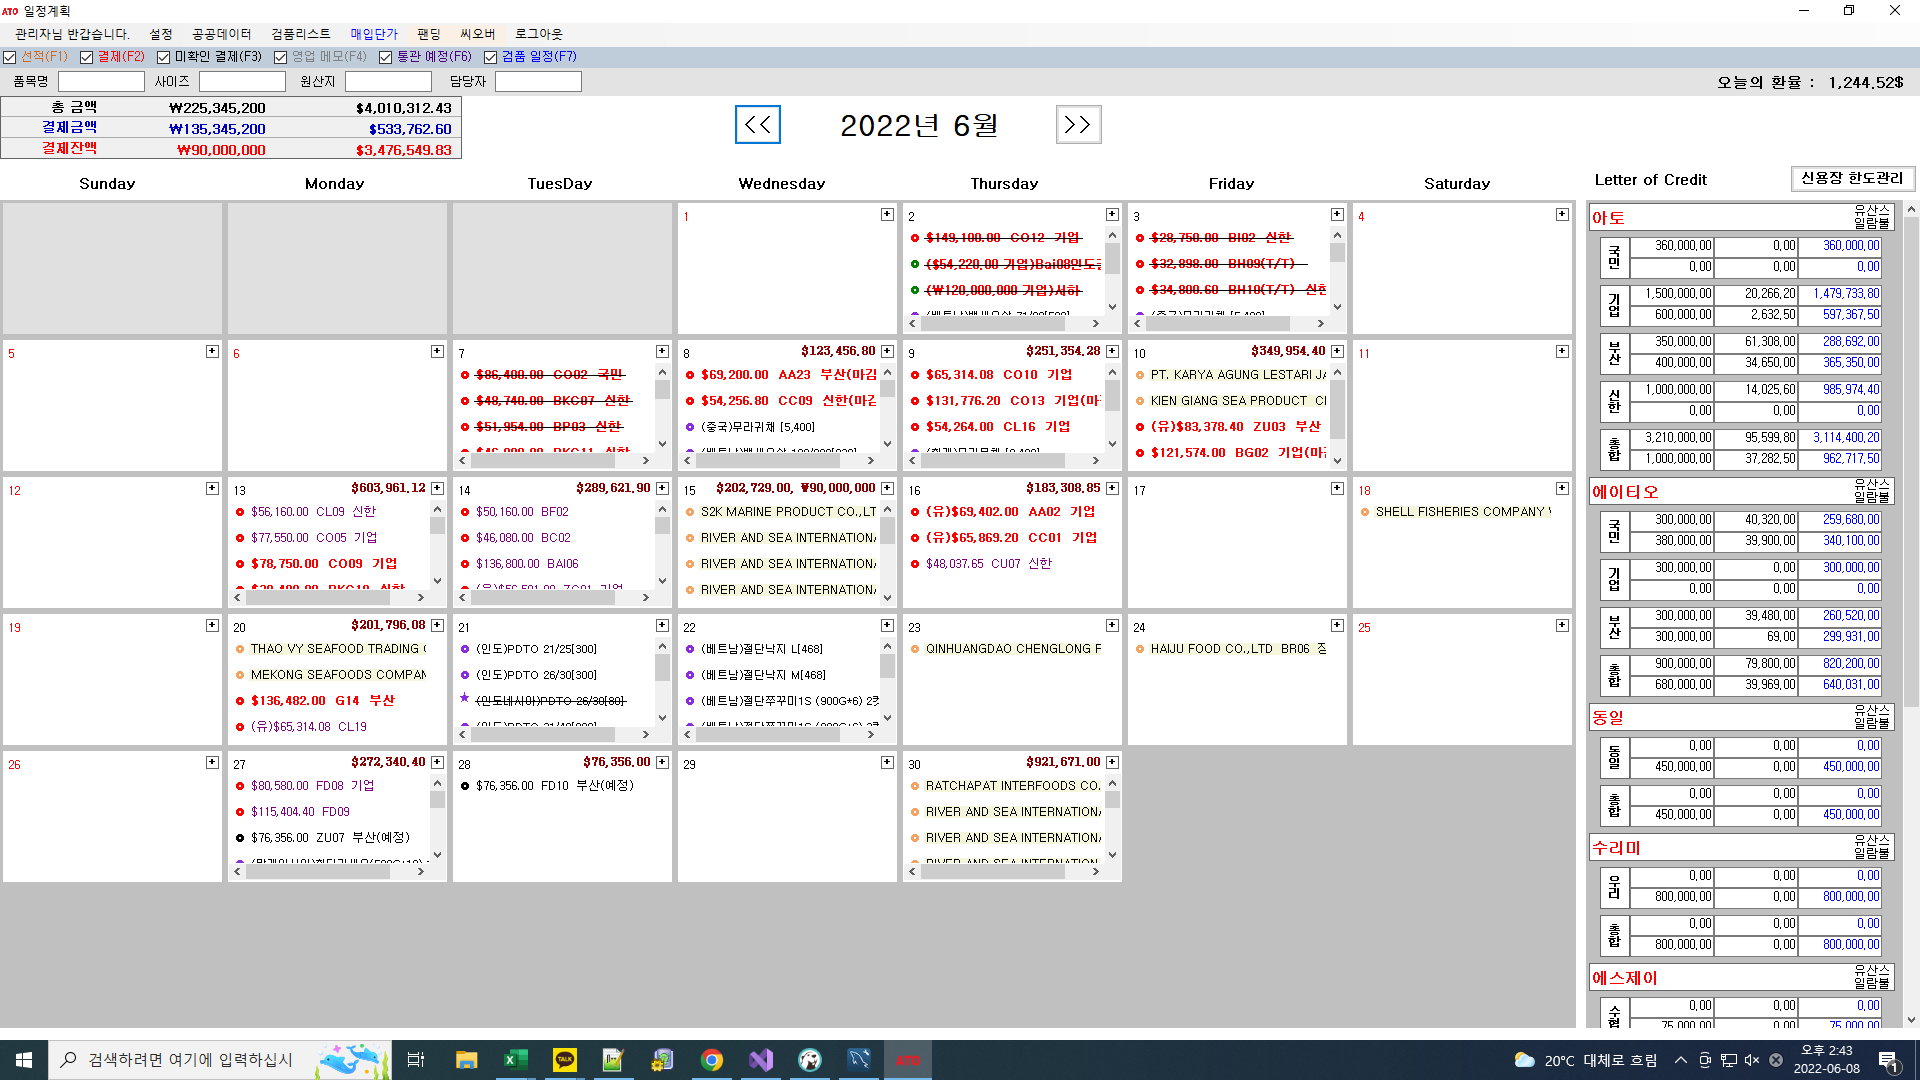 ATO 일정계획
관리자님 반갑습니다. 설정 공공데이터 검품리스트 매입단가 팬딩 씨오버 로그아웃
선적(F1) 결제(F2) 미확인 결제(F3) 영업 메모(F4) 통관 예정(F6) 검품 일정(F7)
품목명 사이즈 원산지 담당자 오늘의 환율 : 1,244.52$
총 금액 ₩225,345,200 $4,010,312.43
결제금액 ₩135,345,200 $533,762.60
결제잔액 ₩90,000,000 $3,476,549.83
<< 2022년 6월 >>
Sunday Monday TuesDay Wednesday Thursday Friday Saturday
1 +
2 +
$149,100.00 CO12 기업
($54,220.00 기업)Bai08인도
(₩120,000,000 기업)서하
3 +
$28,750.00 BI02 신한
$32,898.00 BH09(T/T)
$34,800.60 BH10(T/T) 신한
4 +
5 +
6 +
7 +
$86,400.00 CO02 국민
$48,740.00 BKC07 신한
$51,954.00 BP03 신한
8 $123,456.80 +
$69,200.00 AA23 부산(마감
$54,256.80 CC09 신한(마감
(중국)무라귀채 [5,400]
9 $251,354.28 +
$65,314.08 CO10 기업
$131,776.20 CO13 기업(마
$54,264.00 CL16 기업
10 $349,954.40 +
PT. KARYA AGUNG LESTARI JA
KIEN GIANG SEA PRODUCT
(유)$83,378.40 ZU03 부산
$121,574.00 BG02 기업(마감
11 +
12 +
13 $603,961.12 +
$56,160.00 CL09 신한
$77,550.00 CO05 기업
$78,750.00 CO09 기업
14 $289,621.90 +
$50,160.00 BF02
$46,080.00 BC02
$136,800.00 BAI06
15 $202,729.00, ₩90,000,000 +
S2K MARINE PRODUCT CO.,LT
RIVER AND SEA INTERNATION
RIVER AND SEA INTERNATION
RIVER AND SEA INTERNATION
16 $183,308.85 +
(유)$69,402.00 AA02 기업
(유)$65,869.20 CC01 기업
$48,037.65 CU07 신한
17 +
18 +
SHELL FISHERIES COMPANY
19 +
20 $201,796.08 +
THAO VY SEAFOOD TRADING
MEKONG SEAFOODS COMPAN
$136,482.00 G14 부산
(유)$65,314.08 CL19
21 +
(인도)PDTO 21/25[300]
(인도)PDTO 26/30[300]
(인도네시아)PDTO 26/30[80]
22 +
(베트남)절단낙지 L[468]
(베트남)절단낙지 M[468]
(베트남)절단쭈꾸미1S (900G*6) 2
23 +
QINHUANGDAO CHENGLONG F
24 +
HAIJU FOOD CO.,LTD BR06
25 +
26 +
27 $272,340.40 +
$80,580.00 FD08 기업
$115,404.40 FD09
$76,356.00 ZU07 부산(예정)
28 $76,356.00 +
$76,356.00 FD10 부산(예정)
29 +
30 $921,671.00 +
RATCHAPAT INTERFOODS CO.
RIVER AND SEA INTERNATION
RIVER AND SEA INTERNATION
RIVER AND SEA INTERNATION
Letter of Credit 신용장 한도관리
아토 유산스 일람불
국민 360,000.00 0.00 360,000.00
0.00 0.00 0.00
기업 1,500,000.00 20,266.20 1,479,733.80
600,000.00 2,632.50 597,367.50
부산 350,000.00 61,308.00 288,692.00
400,000.00 34,650.00 365,350.00
신한 1,000,000.00 14,025.60 985,974.40
0.00 0.00 0.00
총합 3,210,000.00 95,599.80 3,114,400.20
1,000,000.00 37,282.50 962,717.50
에이티오 유산스 일람불
국민 300,000.00 40,320.00 259,680.00
380,000.00 39,900.00 340,100.00
기업 300,000.00 0.00 300,000.00
0.00 0.00 0.00
부산 300,000.00 39,480.00 260,520.00
300,000.00 69.00 299,931.00
총합 900,000.00 79,800.00 820,200.00
680,000.00 39,969.00 640,031.00
동일 유산스 일람불
동일 0.00 0.00 0.00
450,000.00 0.00 450,000.00
총합 0.00 0.00 0.00
450,000.00 0.00 450,000.00
수리미 유산스 일람불
우리 0.00 0.00 0.00
800,000.00 0.00 800,000.00
총합 0.00 0.00 0.00
800,000.00 0.00 800,000.00
에스제이 유산스 일람불
수협 0.00 0.00 0.00
75,000.00 0.00 75,000.00
검색하려면 여기에 입력하십시 TALK ATO 20°C 대체로 흐림 오후 2:43
2022-06-08 1